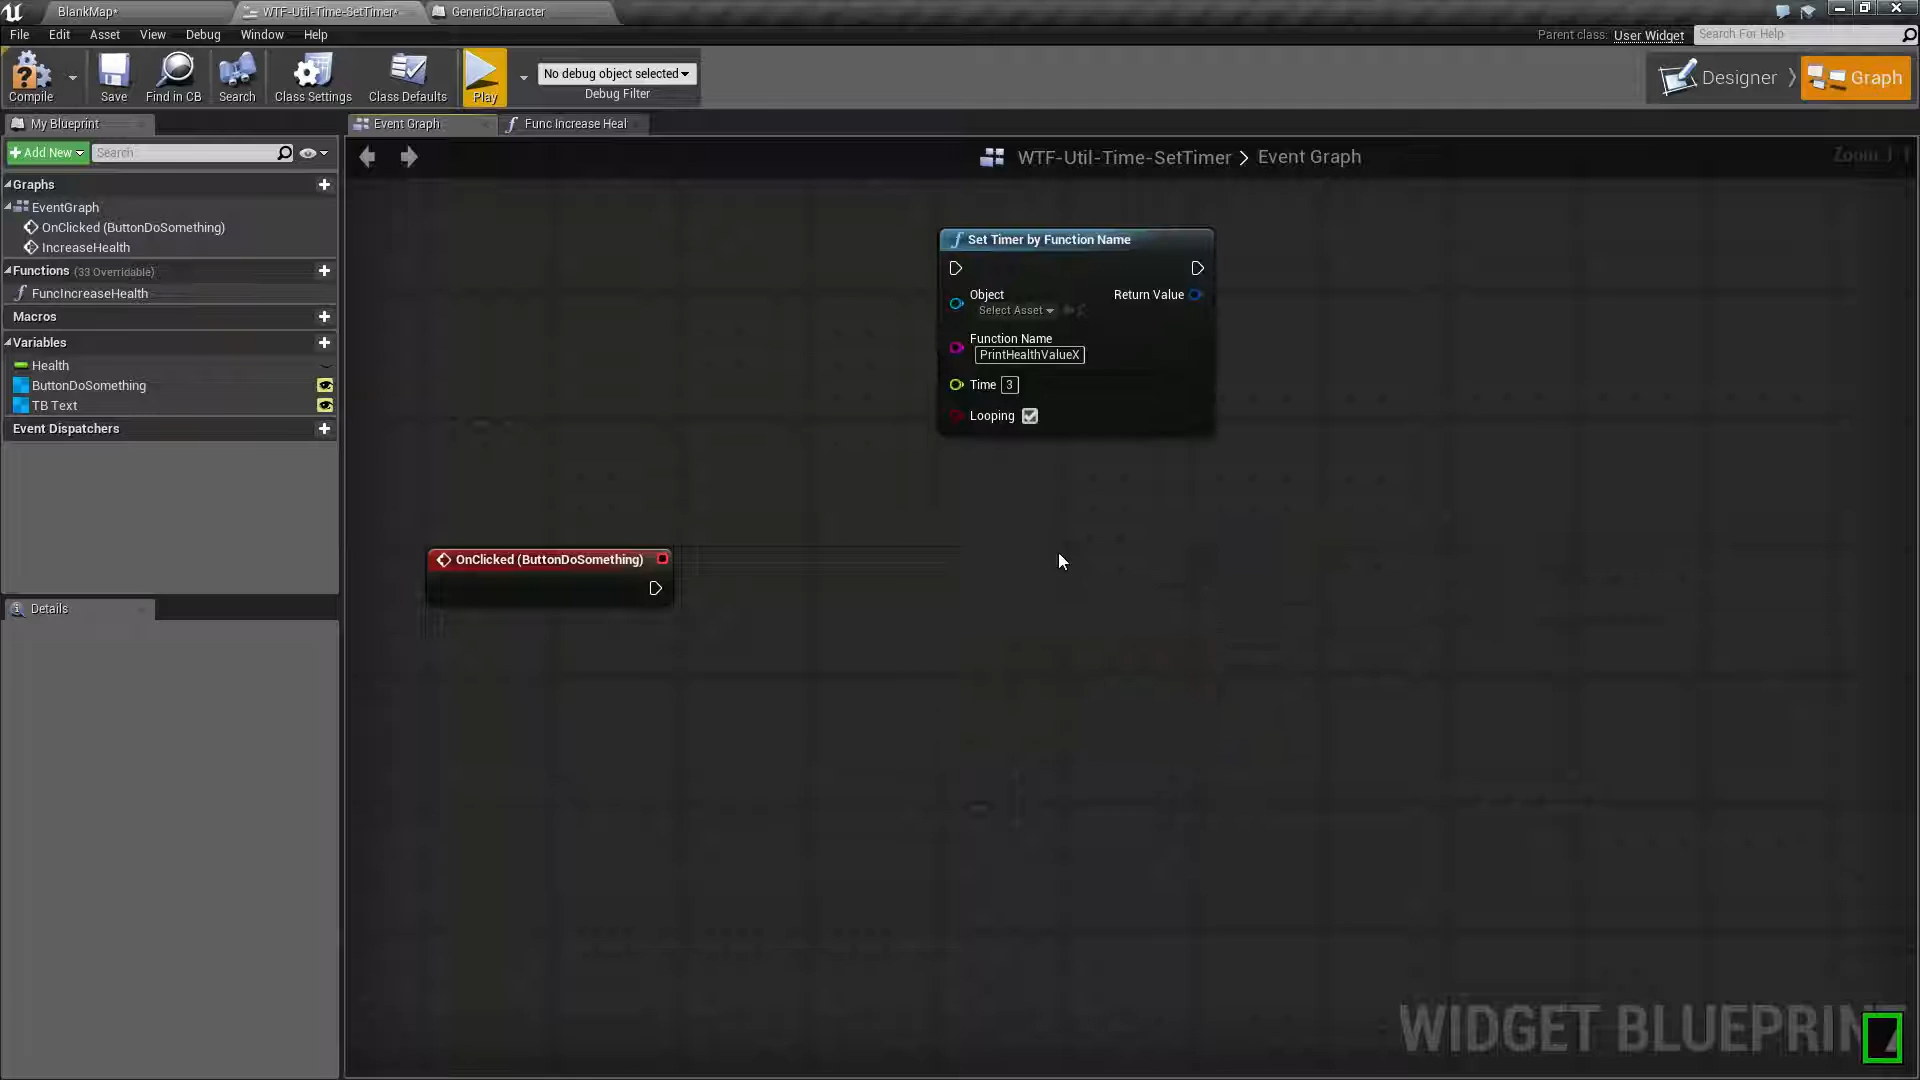 BlankMap*
WTF-Util-Time-SetTimer*
GenericCharacter
File Edit Asset View Debug Window Help
Parent class: User Widget
Search For Help
Compile
Save
Find in CB
Search
Class Settings
Class Defaults
Play
No debug object selected
Debug Filter
Designer
Graph
My Blueprint
Event Graph
Func Increase Heal
Add New
Search
WTF-Util-Time-SetTimer > Event Graph
Zoom 1:1
Graphs
EventGraph
OnClicked (ButtonDoSomething)
IncreaseHealth
Functions (33 Overridable)
FuncIncreaseHealth
Macros
Variables
Health
ButtonDoSomething
TB Text
Event Dispatchers
Details
Set Timer by Function Name
Object
Return Value
Select Asset
Function Name
PrintHealthValueX
Time 3
Looping
OnClicked (ButtonDoSomething)
WIDGET BLUEPRIN